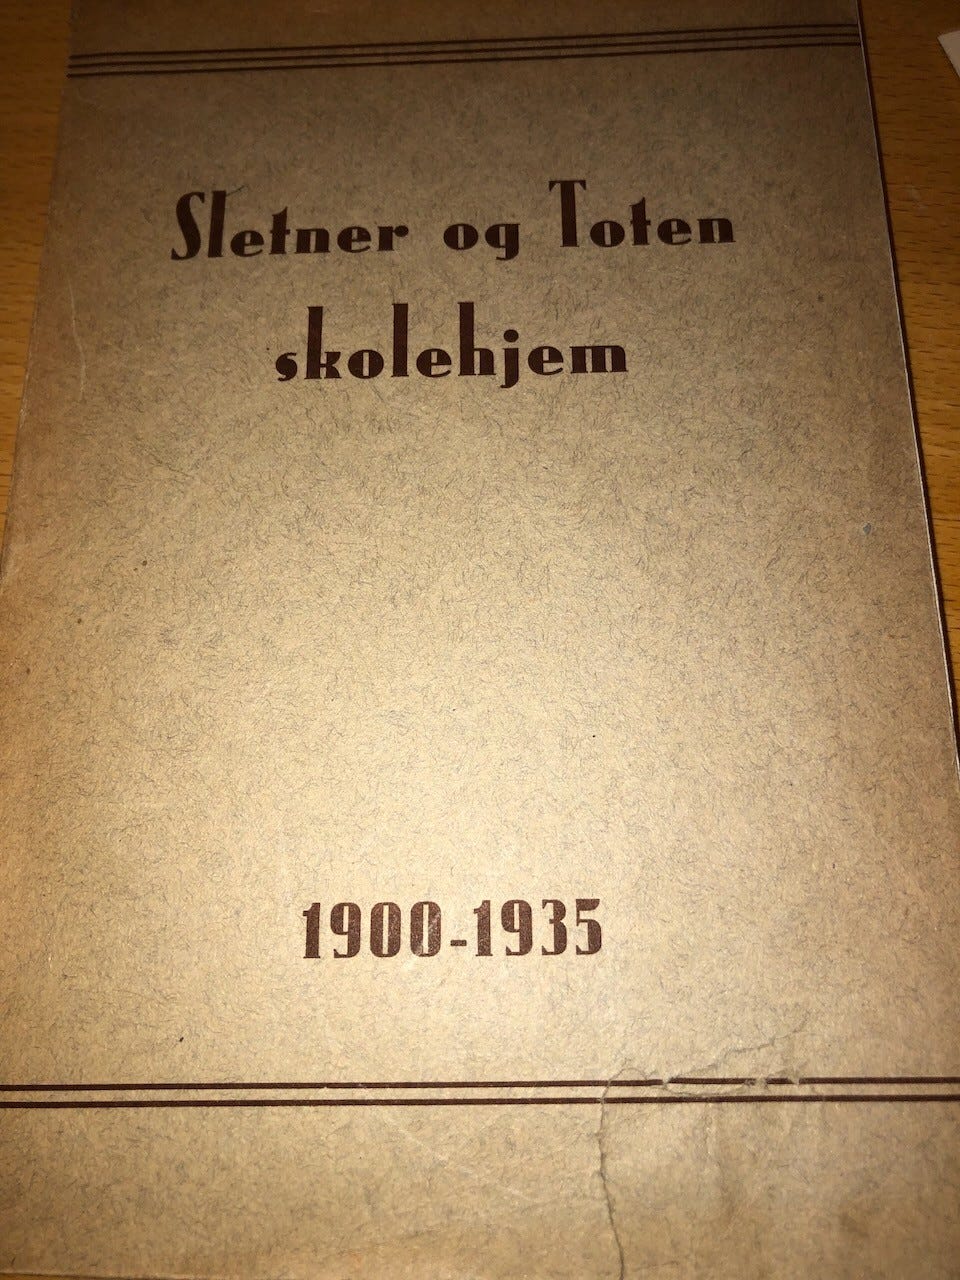 Sletner og Toten
skolehjem
1900-1935